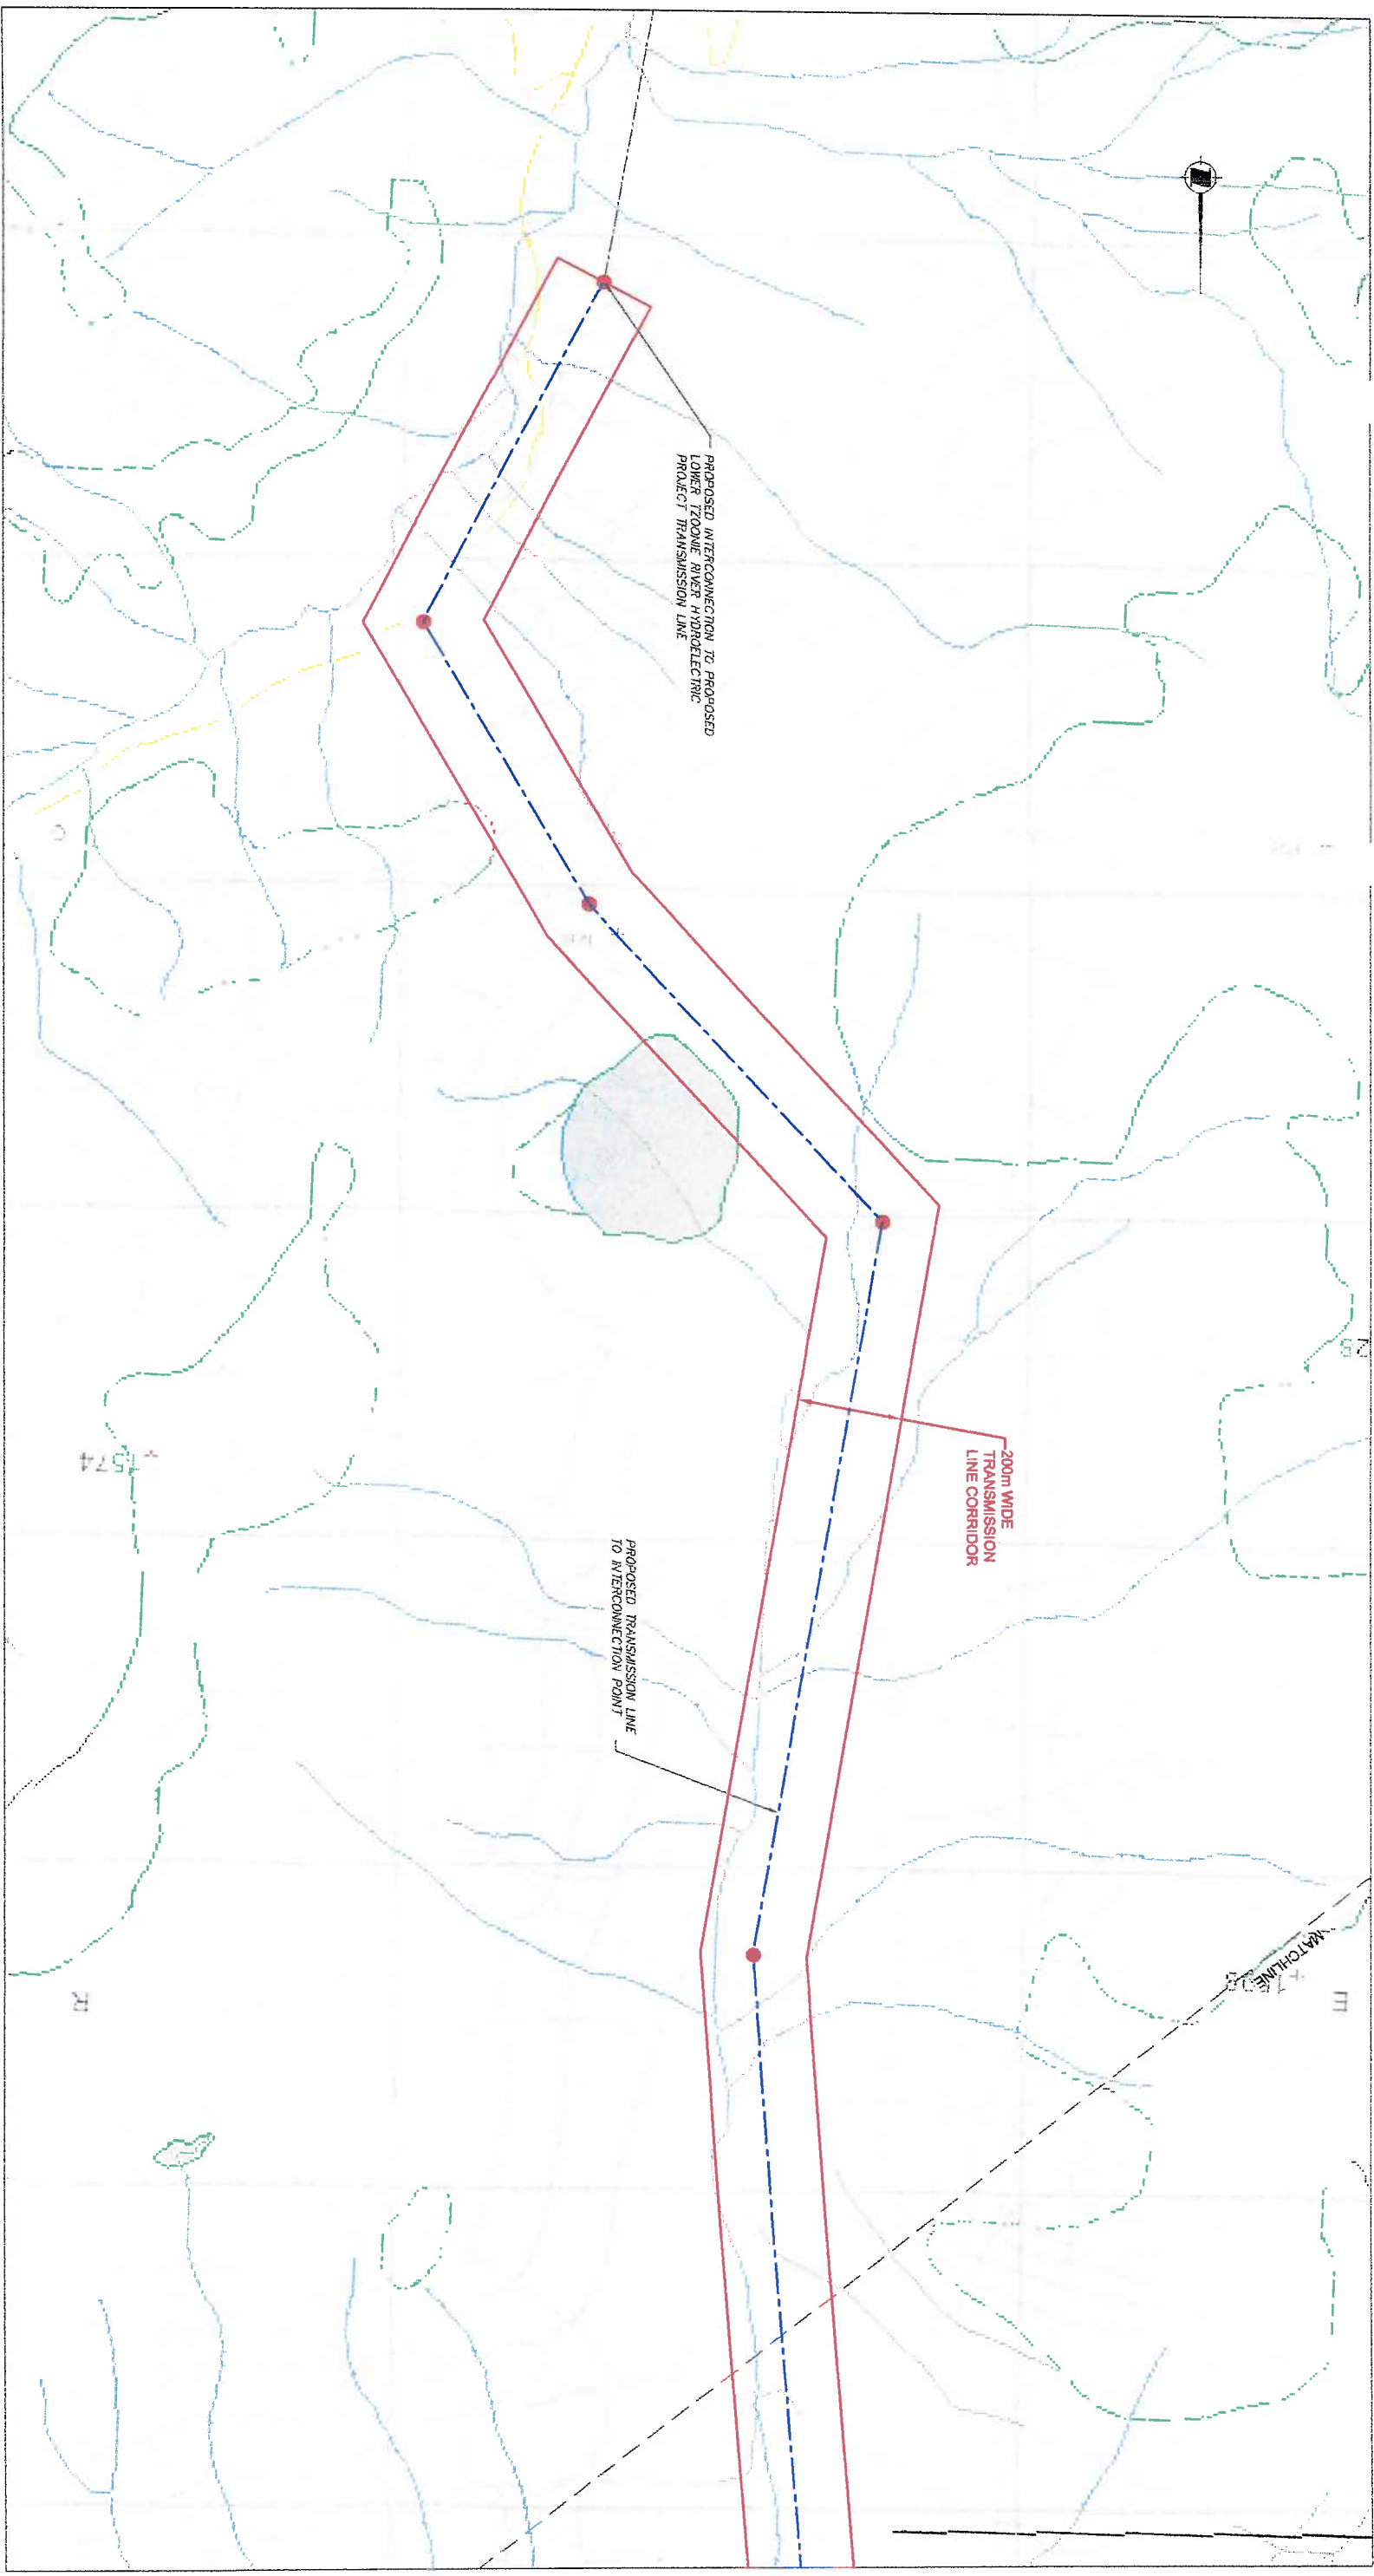 PROPOSED INTERCONNECTION TO PROPOSED
LOWER TZOONIE RIVER HYDROELECTRIC
PROJECT TRANSMISSION LINE
200m WIDE
TRANSMISSION
LINE CORRIDOR
PROPOSED TRANSMISSION LINE
TO INTERCONNECTION POINT
MATCHLINE
1574
E
R
C